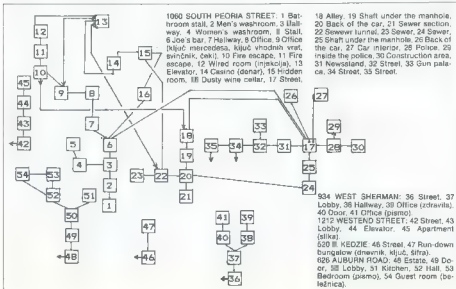 1060 SOUTH PEORIA STREET: 1 Bat-
hroom stall, 2 Men's washroom, 3 Hall-
way, 4 Women's washroom, 5 Stall,
6 Joe's bar, 7 Hallway, 8 Office, 9 Office
(ključ mercedesa, ključ vhodnih vrat,
svinčnik, ček), 10 Fire escape, 11 Fire
escape, 12 Wired room (injekcija), 13
Elevator, 14 Casino (denar), 15 Hidden
room, 16 Dusty wine cellar, 17 Street,
18 Alley, 19 Shaft under the manhole,
20 Back of the car, 21 Sewer section,
22 Sewer tunnel, 23 Sewer, 24 Sewer,
25 Shaft under the manhole, 26 Back of
the car, 27 Car interior, 28 Police, 29
Inside the police, 30 Construction area,
31 Newsstand, 32 Street, 33 Gun pala-
ce, 34 Street, 35 Street.
934 WEST SHERMAN: 36 Street, 37
Lobby, 38 Hallway, 39 Office (zdravila),
40 Door, 41 Office (pismo).
1212 WESTEND STREET: 42 Street, 43
Lobby, 44 Elevator, 45 Apartment
(slika).
520 KEDZIE: 46 Street, 47 Run-down
bungalow (dnevnik, ključ, šifra).
626 AUBURN ROAD: 48 Estate, 49 Do-
or, 50 Lobby, 51 Kitchen, 52 Hall, 53
Bedroom (pismo), 54 Guest room (be-
ležnica).
13
12
11
10
9
8
7
14
15
16
45
44
43
42
5
4
6
3
2
1
54
53
52
51
50
49
48
47
46
23
22
20
18
19
21
35
34
33
32
31
17
26
27
25
24
29
28
30
41
40
39
38
37
36